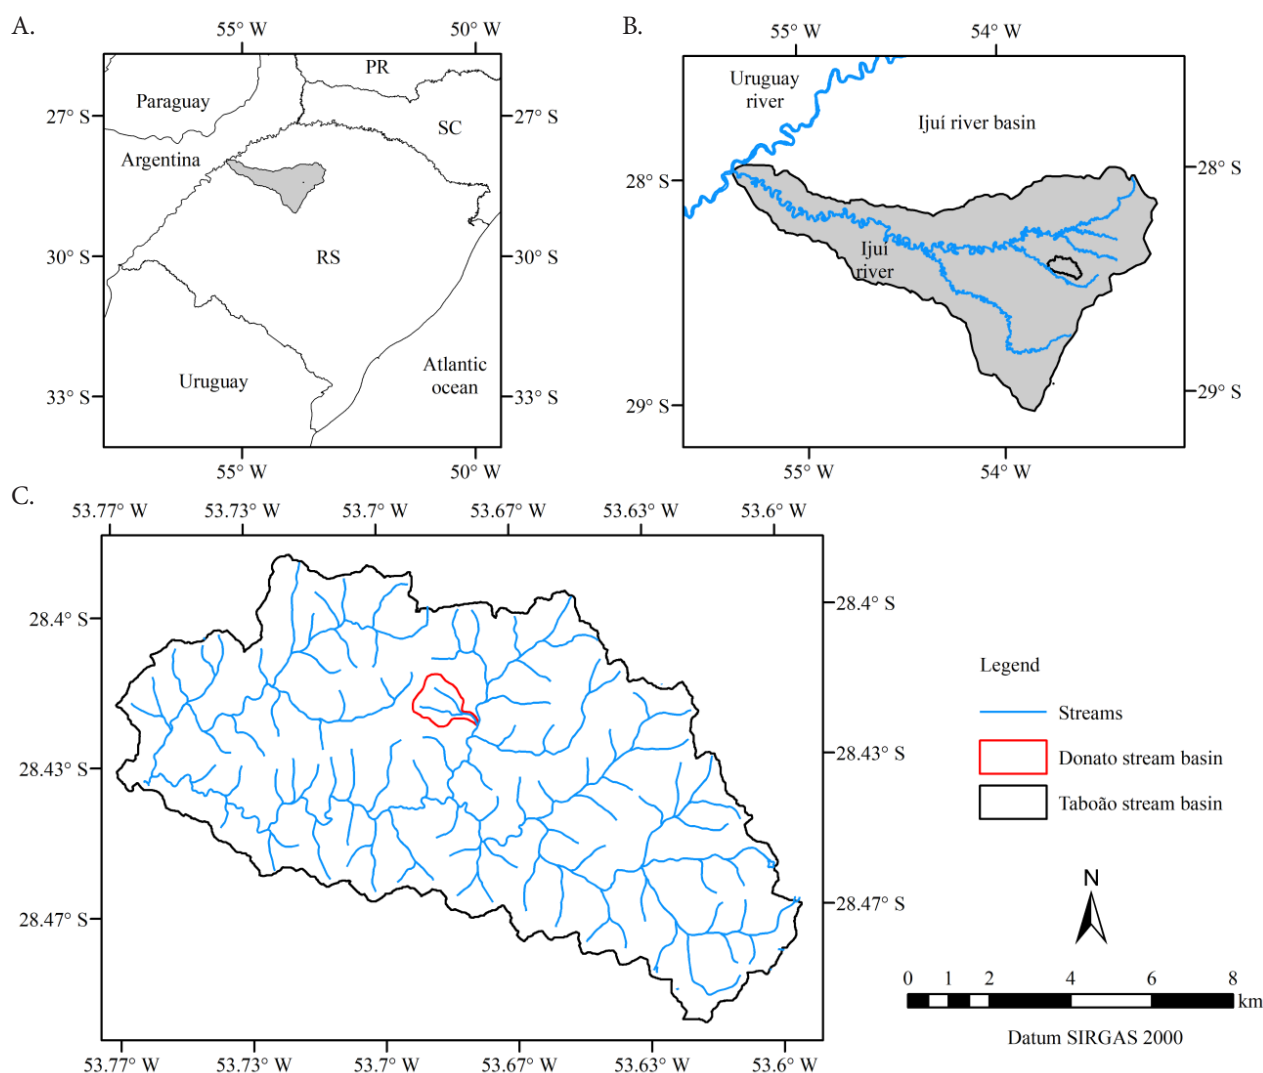 A.
55° W
50° W
PR
Paraguay
27° S
27° S
SC
Argentina
30° S
RS
30° S
Atlantic
ocean
Uruguay
33° S
33° S
55° W
50° W
B.
55° W
54° W
Uruguay
river
Ijuí river basin
28° S
28° S
Ijuí
river
29° S
29° S
55° W
54° W
C.
53.77° W
53.73° W
53.7° W
53.67° W
53.63° W
53.6° W
28.4° S
28.4° S
28.43° S
28.43° S
28.47° S
28.47° S
53.77° W
53.73° W
53.7° W
53.67° W
53.63° W
53.6° W
Legend
Streams
Donato stream basin
Taboão stream basin
N
0 1 2 4 6 8
km
Datum SIRGAS 2000